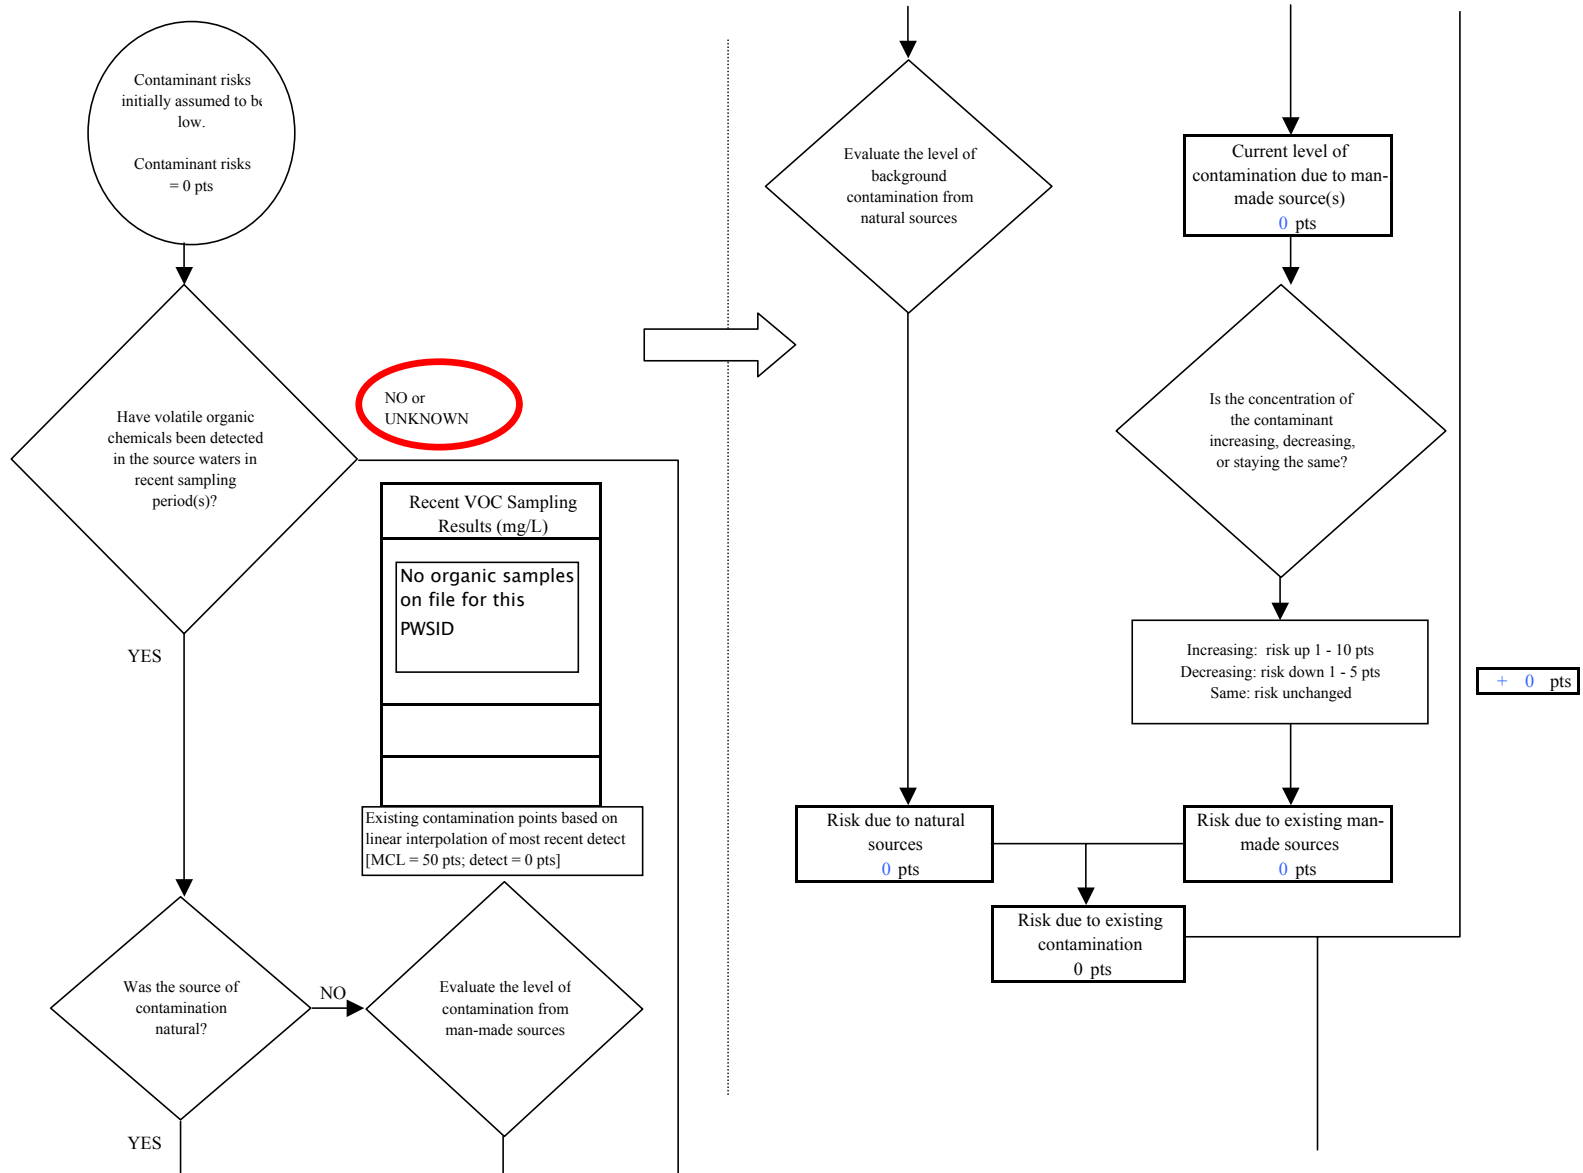 Contaminant risks
initially assumed to be
low.
Contaminant risks
= 0 pts
Have volatile organic
chemicals been detected
in the source waters in
recent sampling
period(s)?
NO or
UNKNOWN
YES
Recent VOC Sampling
Results (mg/L)
No organic samples
on file for this
PWSID
Existing contamination points based on
linear interpolation of most recent detect
[MCL = 50 pts; detect = 0 pts]
Was the source of
contamination
natural?
NO
Evaluate the level of
contamination from
man-made sources
YES
Evaluate the level of
background
contamination from
natural sources
Current level of
contamination due to man-
made source(s)
0 pts
Is the concentration of
the contaminant
increasing, decreasing,
or staying the same?
Increasing: risk up 1 - 10 pts
Decreasing: risk down 1 - 5 pts
Same: risk unchanged
+ 0 pts
Risk due to natural
sources
0 pts
Risk due to existing man-
made sources
0 pts
Risk due to existing
contamination
0 pts